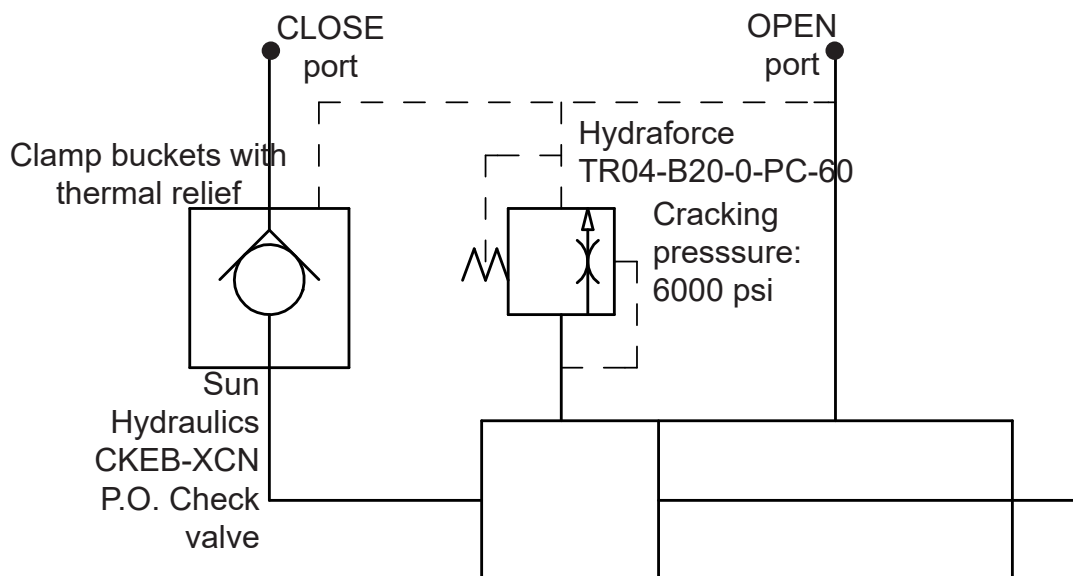 CLOSE
port
OPEN
port
Clamp buckets with
thermal relief
Hydraforce
TR04-B20-0-PC-60
Cracking
presssure:
6000 psi
Sun
Hydraulics
CKEB-XCN
P.O. Check
valve